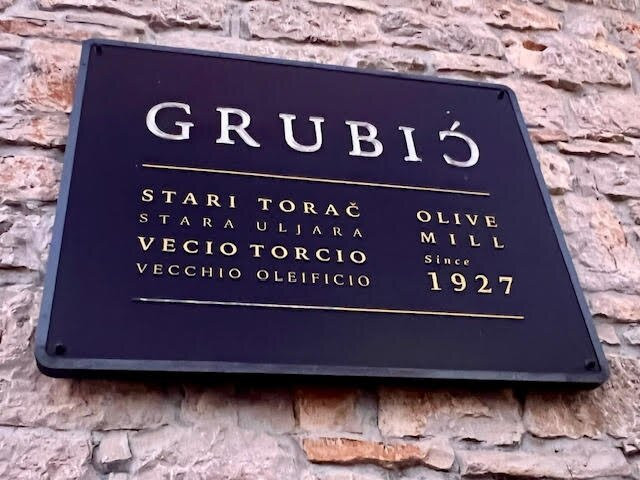 GRUBIĆ
STARI TORAČ
STARA ULJARA
VECIO TORCIO
VECCHIO OLEIFICIO
OLIVE
MILL
Since
1927